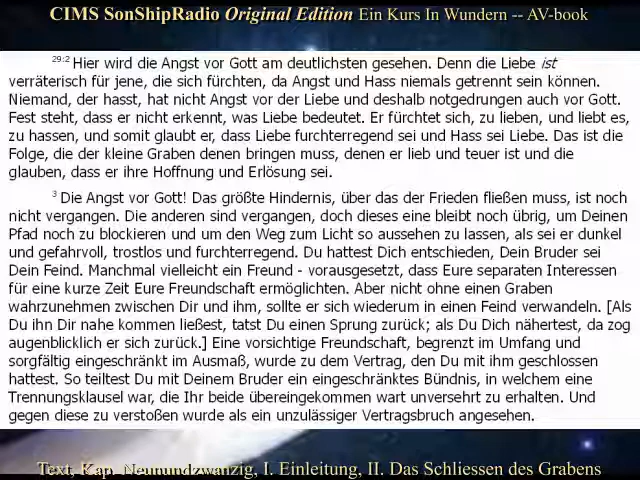 CIMS SonShipRadio Original Edition Ein Kurs In Wundern -- AV-book
29:2 Hier wird die Angst vor Gott am deutlichsten gesehen. Denn die Liebe ist
verräterisch für jene, die sich fürchten, da Angst und Hass niemals getrennt sein können.
Niemand, der hasst, hat nicht Angst vor der Liebe und deshalb notgedrungen auch vor Gott.
Fest steht, dass er nicht erkennt, was Liebe bedeutet. Er fürchtet sich, zu lieben, und liebt es,
zu hassen, und somit glaubt er, dass Liebe furchterregend sei und Hass sei Liebe. Das ist die
Folge, die der kleine Graben denen bringen muss, denen er lieb und teuer ist und die
glauben, dass er ihre Hoffnung und Erlösung sei.
3 Die Angst vor Gott! Das größte Hindernis, über das der Frieden fließen muss, ist noch
nicht vergangen. Die anderen sind vergangen, doch dieses eine bleibt noch übrig, um Deinen
Pfad noch zu blockieren und um den Weg zum Licht so aussehen zu lassen, als sei er dunkel
und gefahrvoll, trostlos und furchterregend. Du hattest Dich entschieden, Dein Bruder sei
Dein Feind. Manchmal vielleicht ein Freund - vorausgesetzt, dass Eure separaten Interessen
für eine kurze Zeit Eure Freundschaft ermöglichten. Aber nicht ohne einen Graben
wahrzunehmen zwischen Dir und ihm, sollte er sich wiederum in einen Feind verwandeln. [Als
Du ihn Dir nahe kommen ließest, tatst Du einen Sprung zurück; als Du Dich nähertest, da zog
augenblicklich er sich zurück.] Eine vorsichtige Freundschaft, begrenzt im Umfang und
sorgfältig eingeschränkt im Ausmaß, wurde zu dem Vertrag, den Du mit ihm geschlossen
hattest. So teiltest Du mit Deinem Bruder ein eingeschränktes Bündnis, in welchem eine
Trennungsklausel war, die Ihr beide übereingekommen wart unversehrt zu erhalten. Und
gegen diese zu verstoßen wurde als ein unzulässiger Vertragsbruch angesehen.
Text, Kap. Neunundzwanzig, I. Einleitung, II. Das Schliessen des Grabens